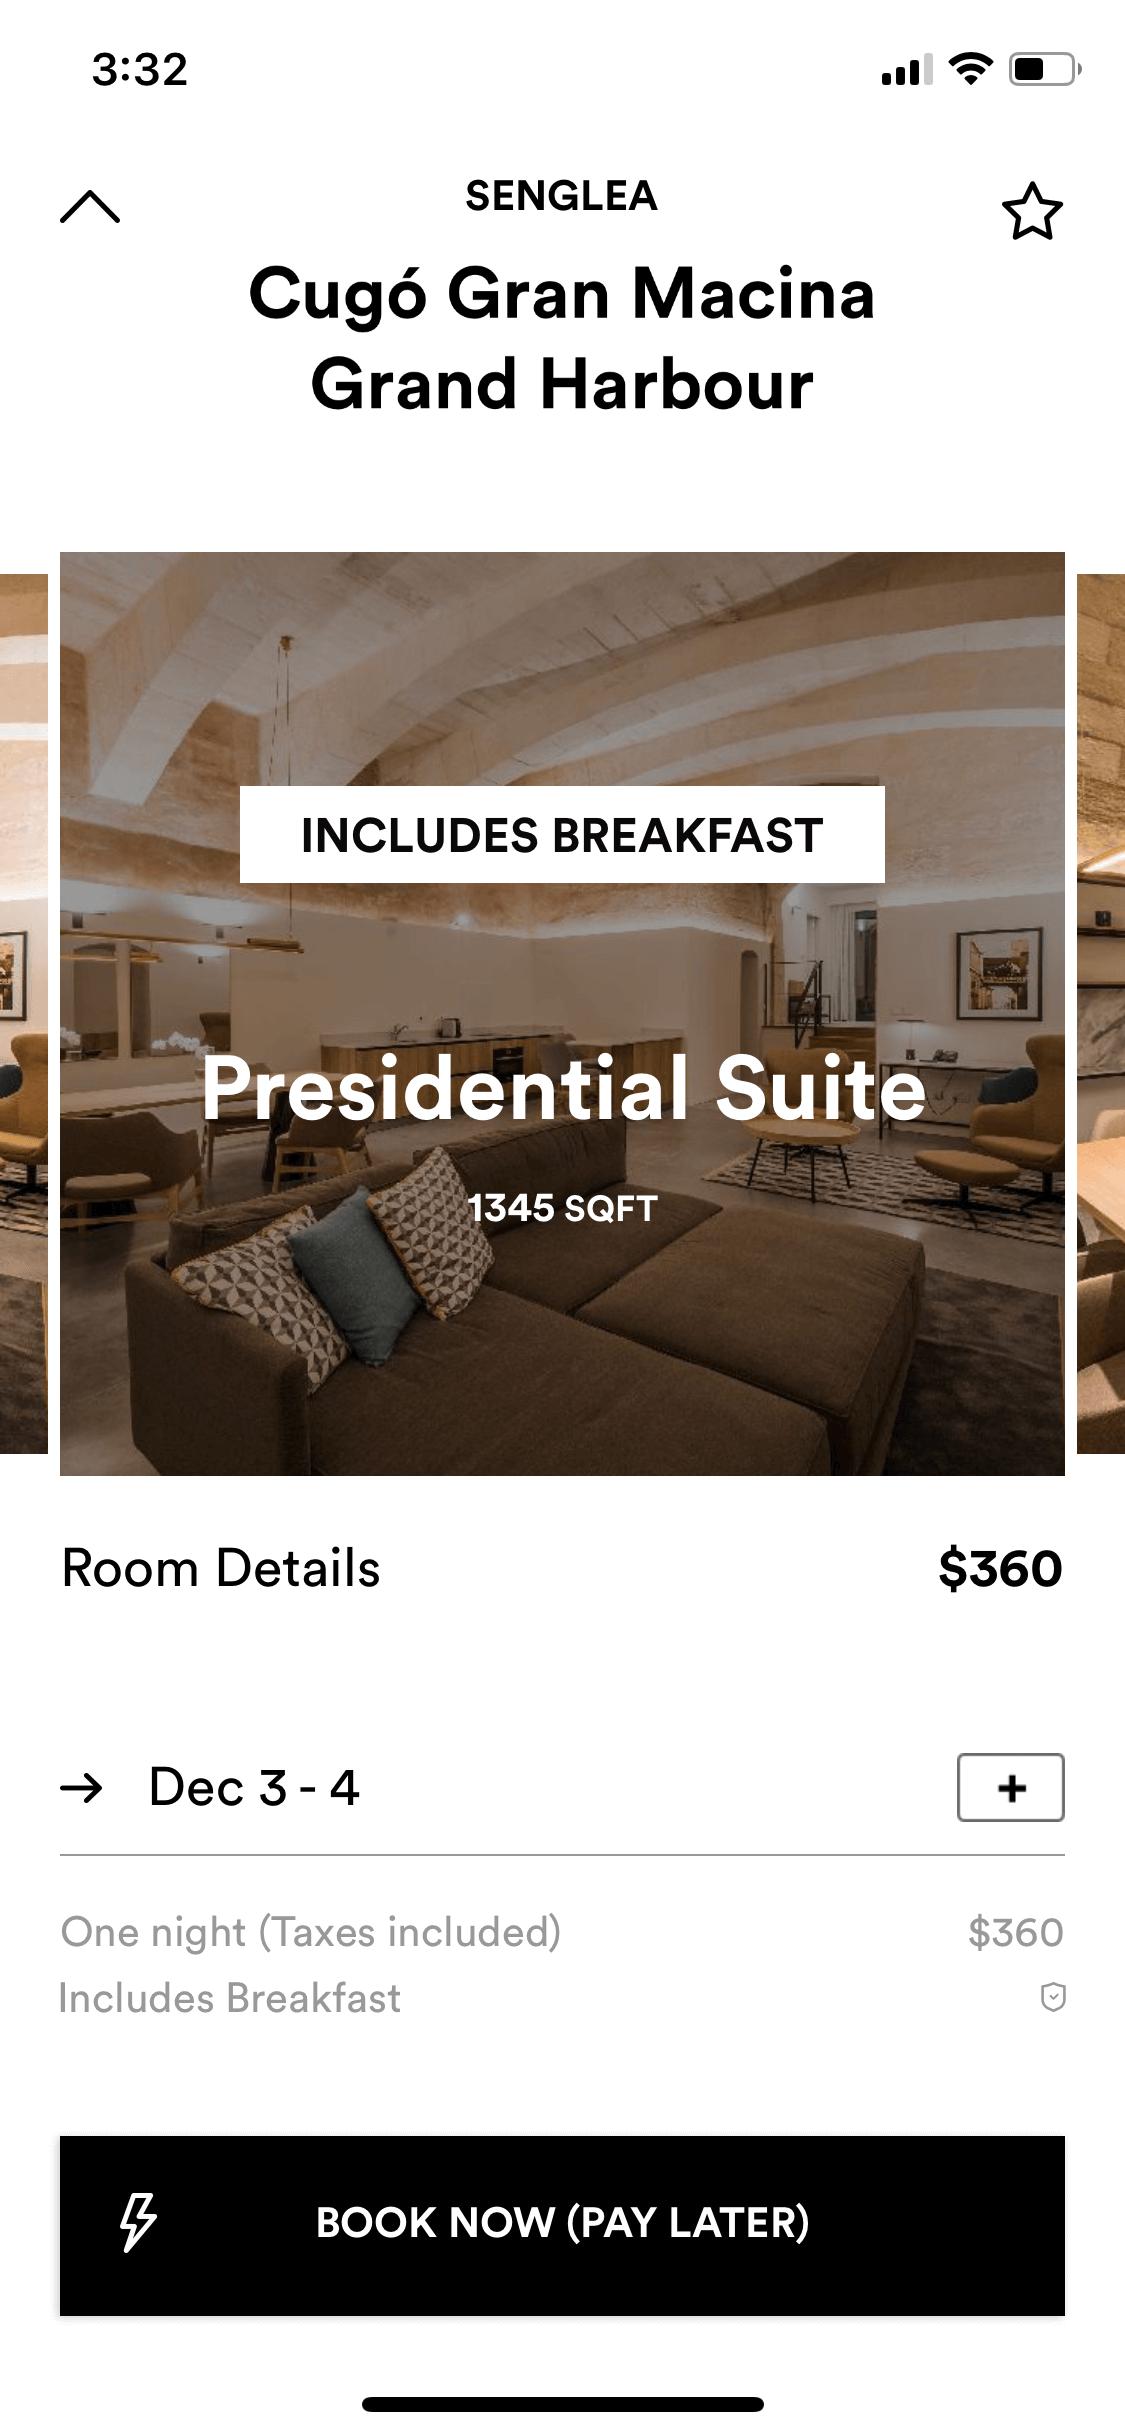 3:32
SENGLEA
Cugó Gran Macina
Grand Harbour
INCLUDES BREAKFAST
Presidential Suite
1345 SQFT
Room Details
$360
→ Dec 3 - 4
+
One night (Taxes included)
$360
Includes Breakfast
BOOK NOW (PAY LATER)